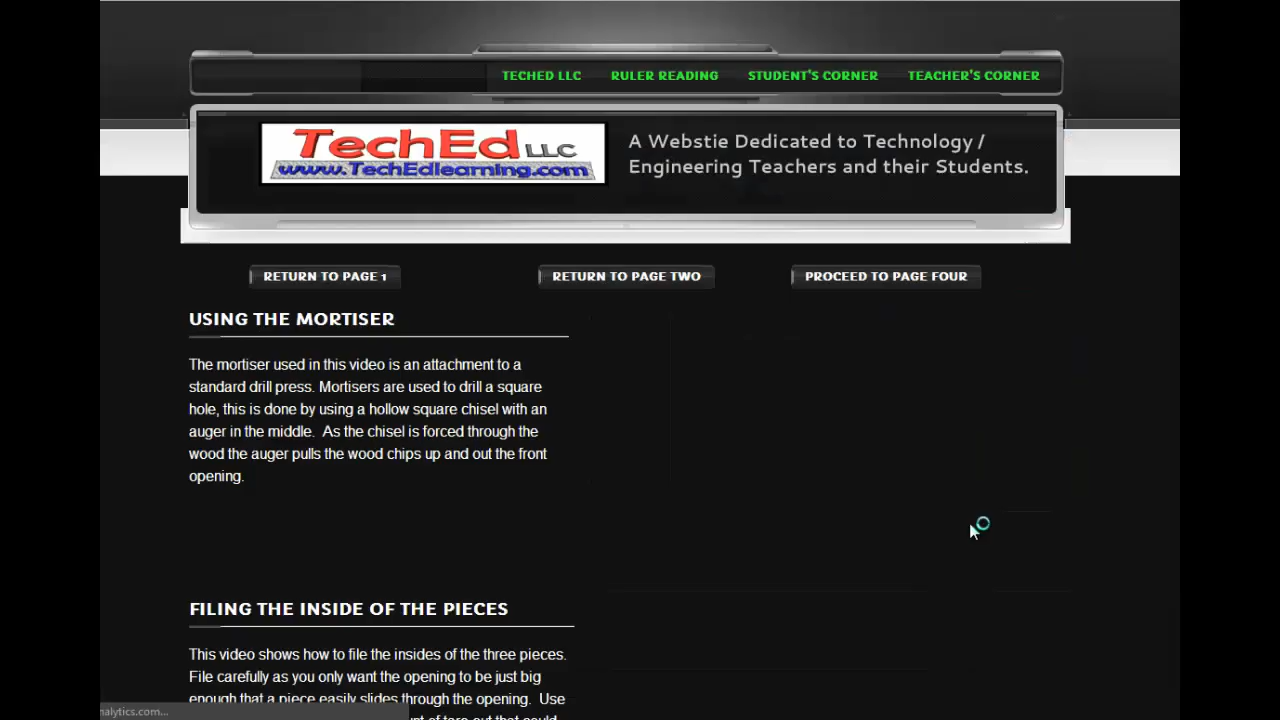 TECHED LLC RULER READING STUDENT'S CORNER TEACHER'S CORNER
TechEd LLC
www.TechEdlearning.com
A Webstie Dedicated to Technology /
Engineering Teachers and their Students.
RETURN TO PAGE 1 RETURN TO PAGE TWO PROCEED TO PAGE FOUR
USING THE MORTISER
The mortiser used in this video is an attachment to a
standard drill press. Mortisers are used to drill a square
hole, this is done by using a hollow square chisel with an
auger in the middle.  As the chisel is forced through the
wood the auger pulls the wood chips up and out the front
opening.
FILING THE INSIDE OF THE PIECES
This video shows how to file the insides of the three pieces.
File carefully as you only want the opening to be just big
enough that a piece easily slides through the opening.  Use
nalytics.com...